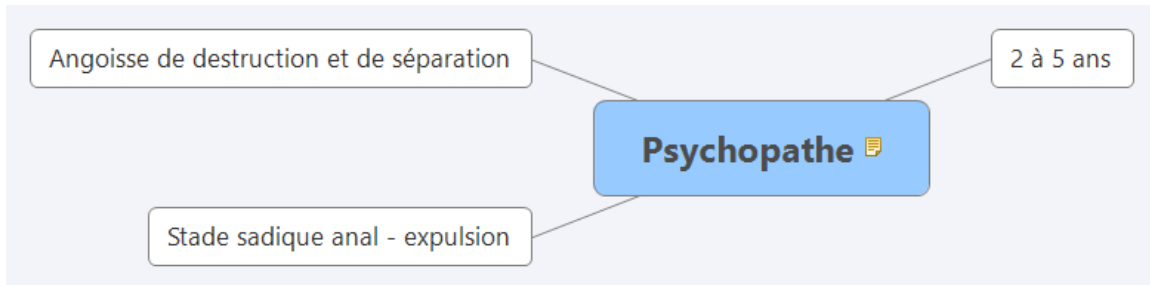 Angoisse de destruction et de séparation
2 à 5 ans
Psychopathe
Stade sadique anal - expulsion